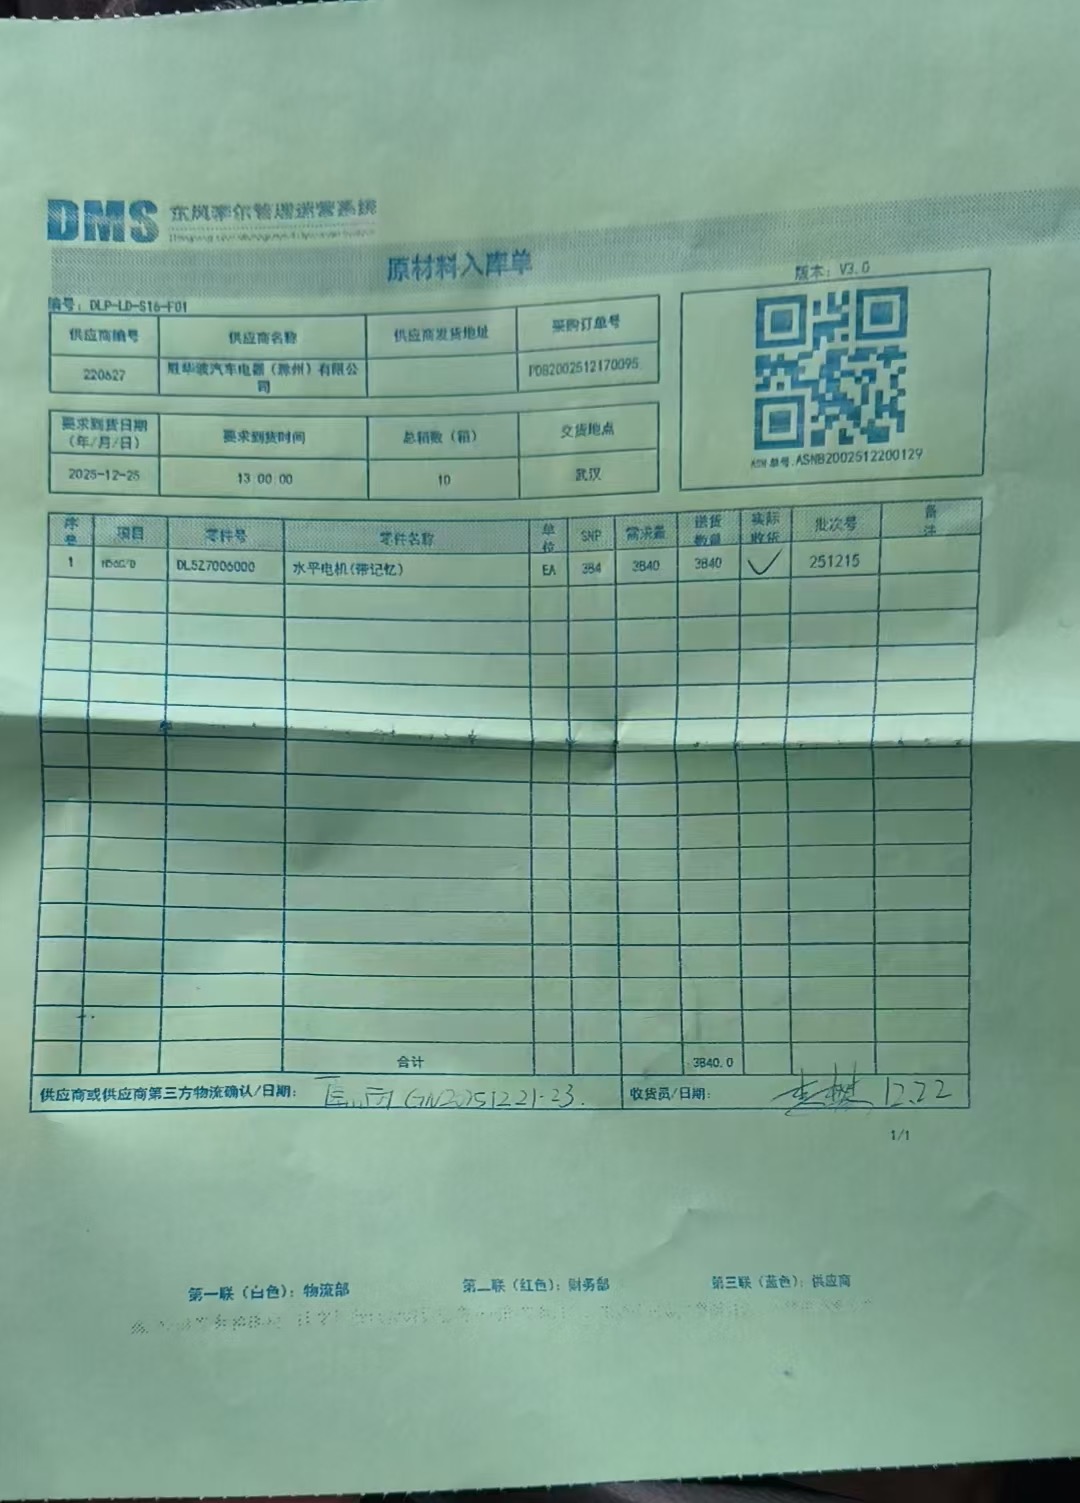 DMS 东风李尔管理运营系统
原材料入库单
版本：V3.0
编号：DLP-LD-S16-F01
供应商编号 供应商名称 供应商发货地址 采购订单号
220627 胜华波汽车电器（滁州）有限公司 PDB2002512170095
要求到货日期（年/月/日） 要求到货时间 总箱数（箱） 交货地点
2025-12-25 13:00:00 10 武汉
ASN单号:ASNB2002512200129
序号 项目 零件号 零件名称 单位 SNP 需求量 送货数量 实际收货 批次号 备注
1 DLSZ7006000 水平电机(带记忆) EA 384 3840 3840 ✓ 251215
合计 3840.0
供应商或供应商第三方物流确认/日期： GN20251221-23.
收货员/日期： 12.22
1/1
第一联（白色）：物流部 第二联（红色）：财务部 第三联（蓝色）：供应商